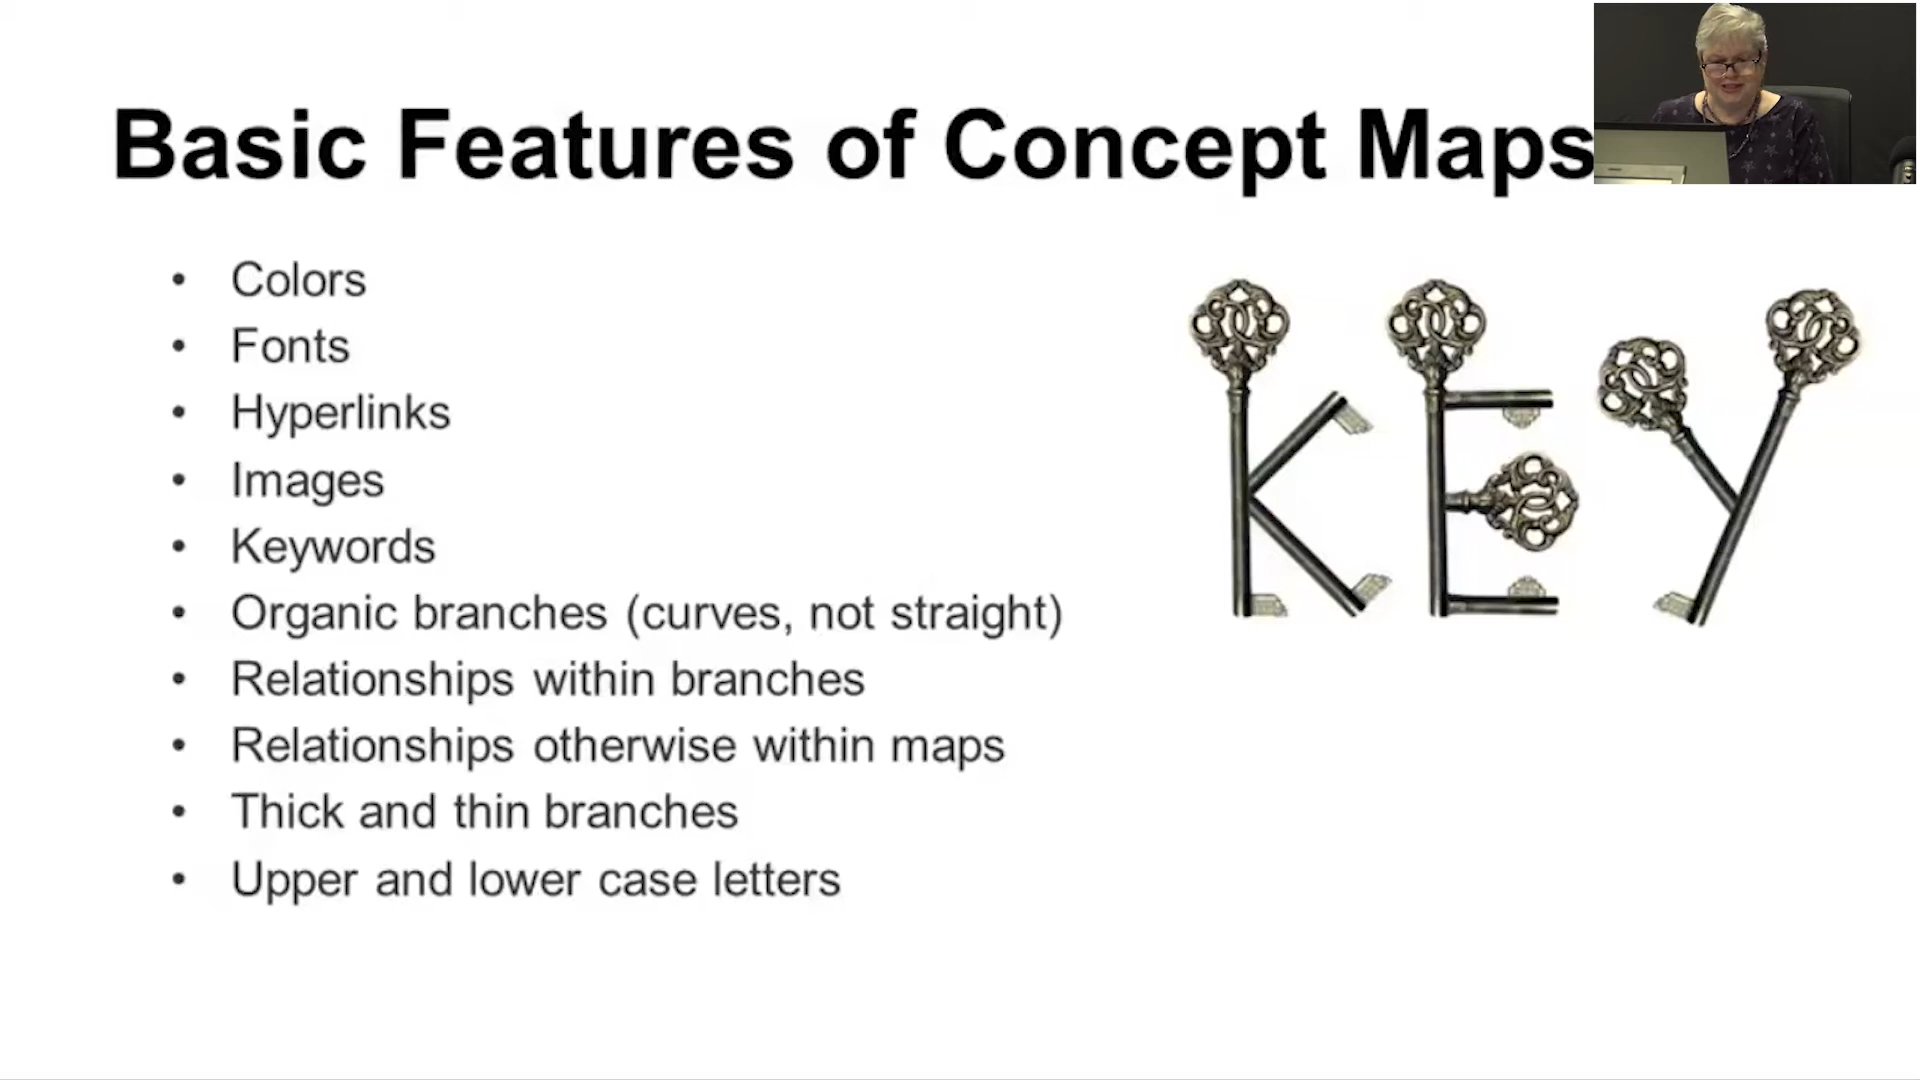 Basic Features of Concept Maps
• Colors
• Fonts
• Hyperlinks
• Images
• Keywords
• Organic branches (curves, not straight)
• Relationships within branches
• Relationships otherwise within maps
• Thick and thin branches
• Upper and lower case letters
KEY